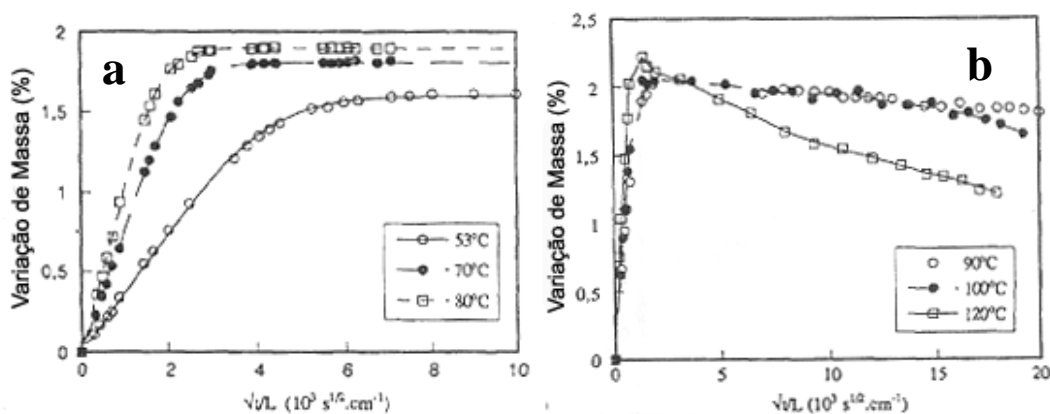 a
Variação de Massa (%)
2
1.5
1
0.5
0
53°C
70°C
80°C
0 2 4 6 8 10
√t/L (10³ s^1/2.cm⁻¹)
b
Variação de Massa (%)
2,5
2
1,5
1
0,5
0
90°C
100°C
120°C
0 5 10 15 20
√t/L (10³ s^1/2.cm⁻¹)